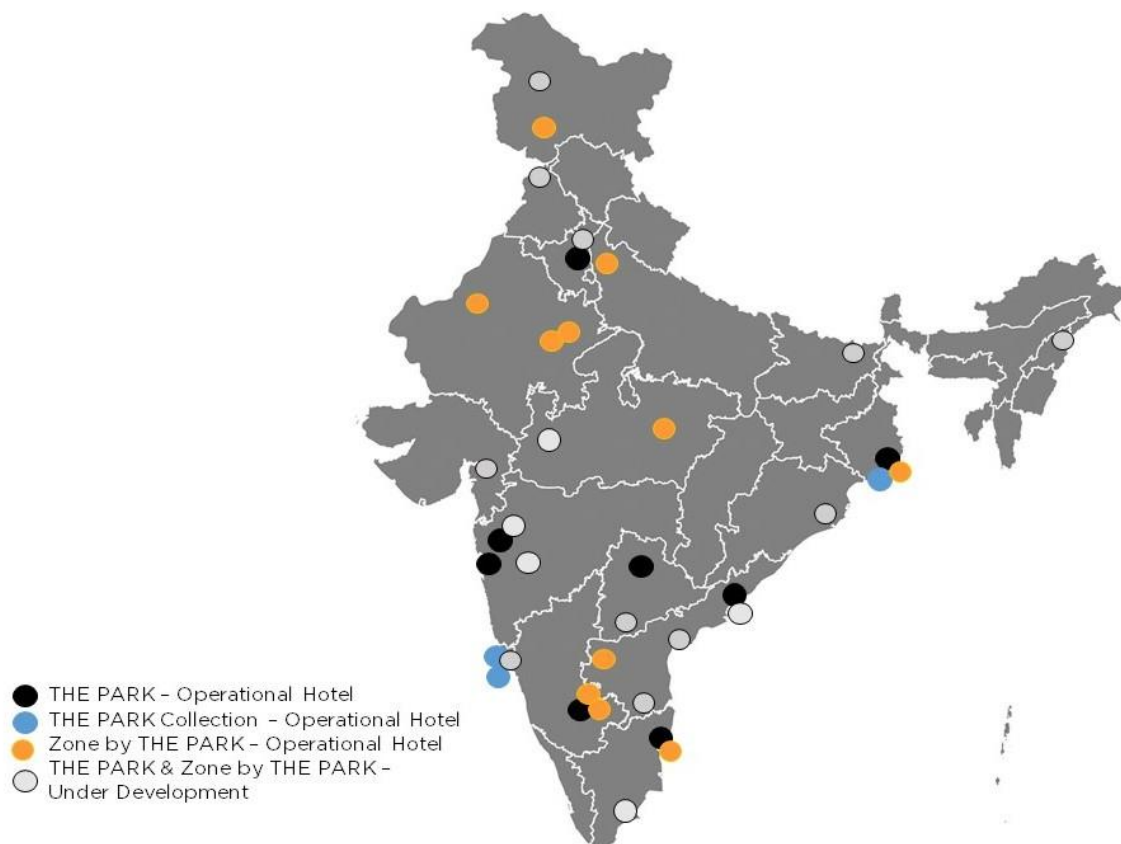 THE PARK – Operational Hotel
THE PARK Collection – Operational Hotel
Zone by THE PARK – Operational Hotel
THE PARK & Zone by THE PARK –
Under Development